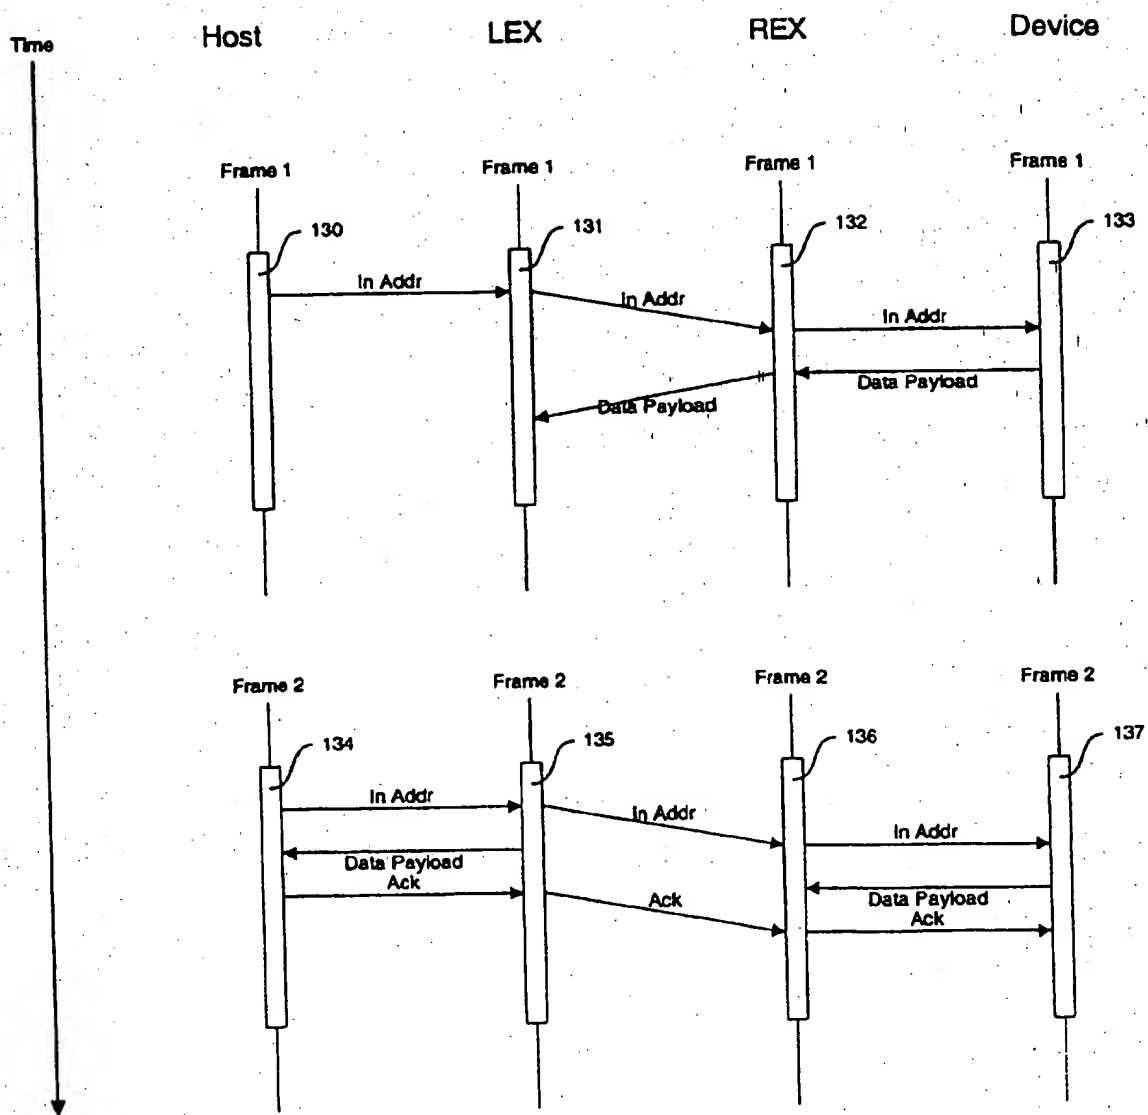 Time
Host
LEX
REX
Device
Frame 1
Frame 1
Frame 1
Frame 1
130
131
132
133
In Addr
In Addr
In Addr
Data Payload
Data Payload
Frame 2
Frame 2
Frame 2
Frame 2
134
135
136
137
In Addr
In Addr
In Addr
Data Payload
Ack
Ack
Data Payload
Ack